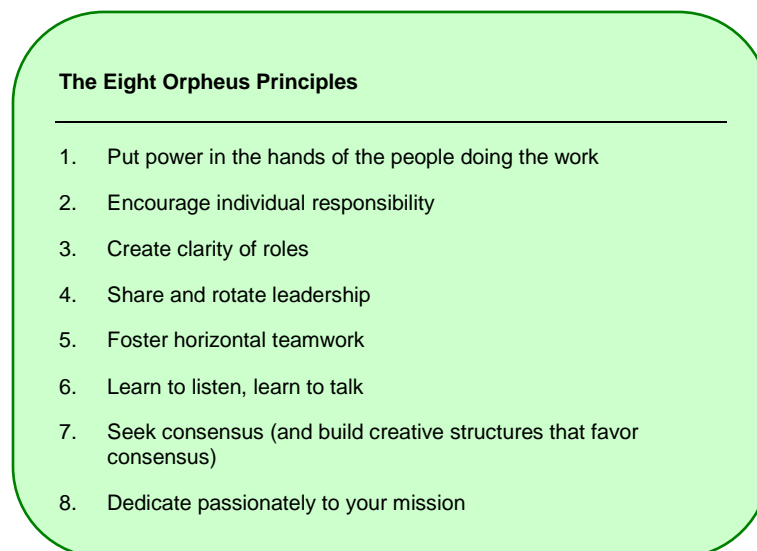 The Eight Orpheus Principles
1. Put power in the hands of the people doing the work
2. Encourage individual responsibility
3. Create clarity of roles
4. Share and rotate leadership
5. Foster horizontal teamwork
6. Learn to listen, learn to talk
7. Seek consensus (and build creative structures that favor
consensus)
8. Dedicate passionately to your mission